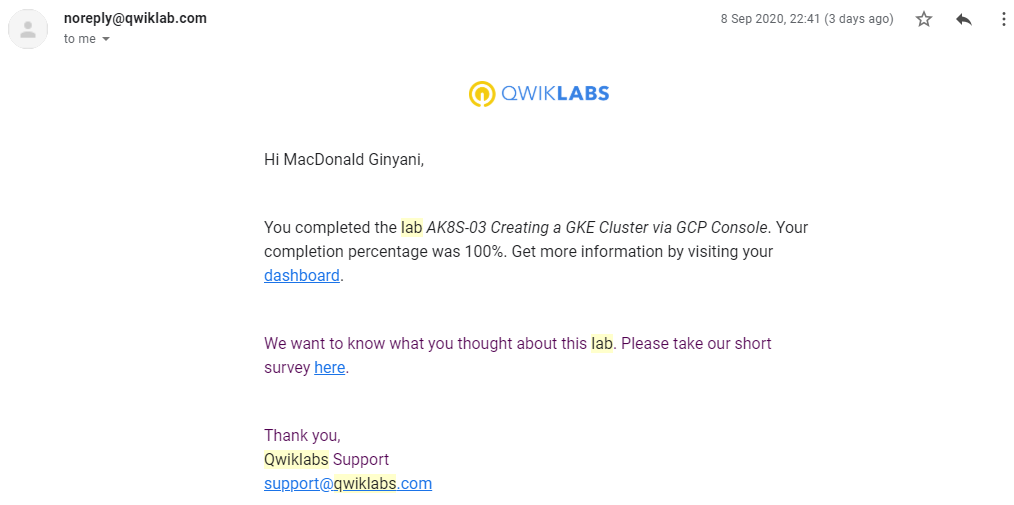 noreply@qwiklab.com
8 Sep 2020, 22:41 (3 days ago)
to me
QWIKLABS
Hi MacDonald Ginyani,
You completed the lab AK8S-03 Creating a GKE Cluster via GCP Console. Your
completion percentage was 100%. Get more information by visiting your
dashboard.
We want to know what you thought about this lab. Please take our short
survey here.
Thank you,
Qwiklabs Support
support@qwiklabs.com